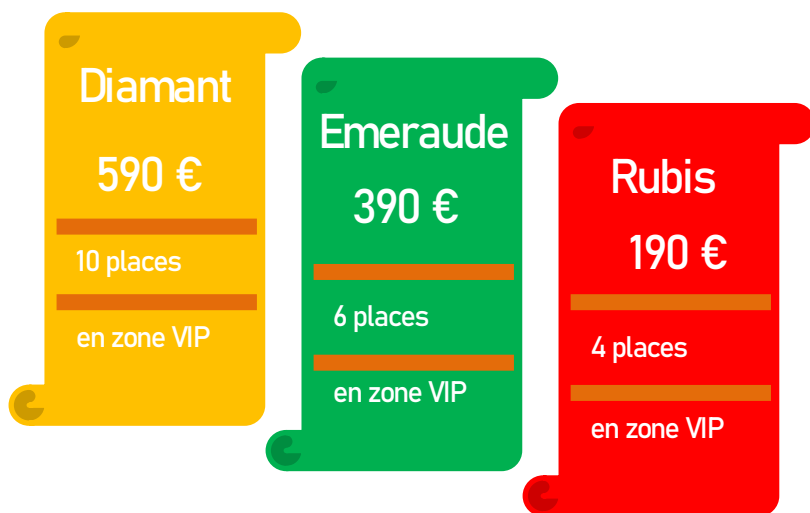 Diamant
590 €
10 places
en zone VIP
Emeraude
390 €
6 places
en zone VIP
Rubis
190 €
4 places
en zone VIP